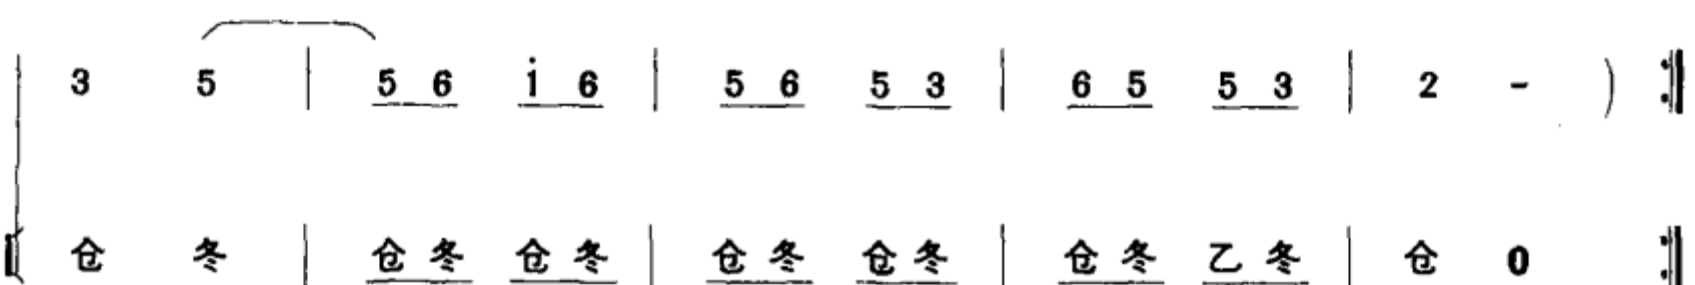 3 5 | 5 6 i̇ 6 | 5 6 5 3 | 6 5 5 3 | 2 - ) :‖
仓 冬 | 仓 冬 仓 冬 | 仓 冬 仓 冬 | 仓 冬 乙 冬 | 仓 0 :‖